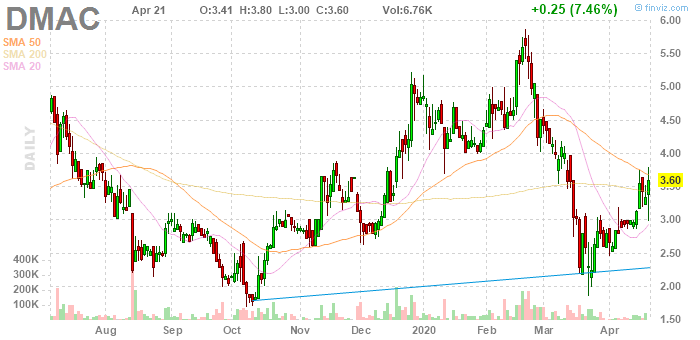 DMAC Apr 21 O:3.41 H:3.80 L:3.00 C:3.60 Vol:6.76K +0.25 (7.46%) © finviz.com
SMA 50
SMA 200
SMA 20
DAILY
6.00
5.50
5.00
4.50
4.00
3.60
3.50
3.00
2.50
2.00
1.50
400K
300K
200K
100K
Aug Sep Oct Nov Dec 2020 Feb Mar Apr